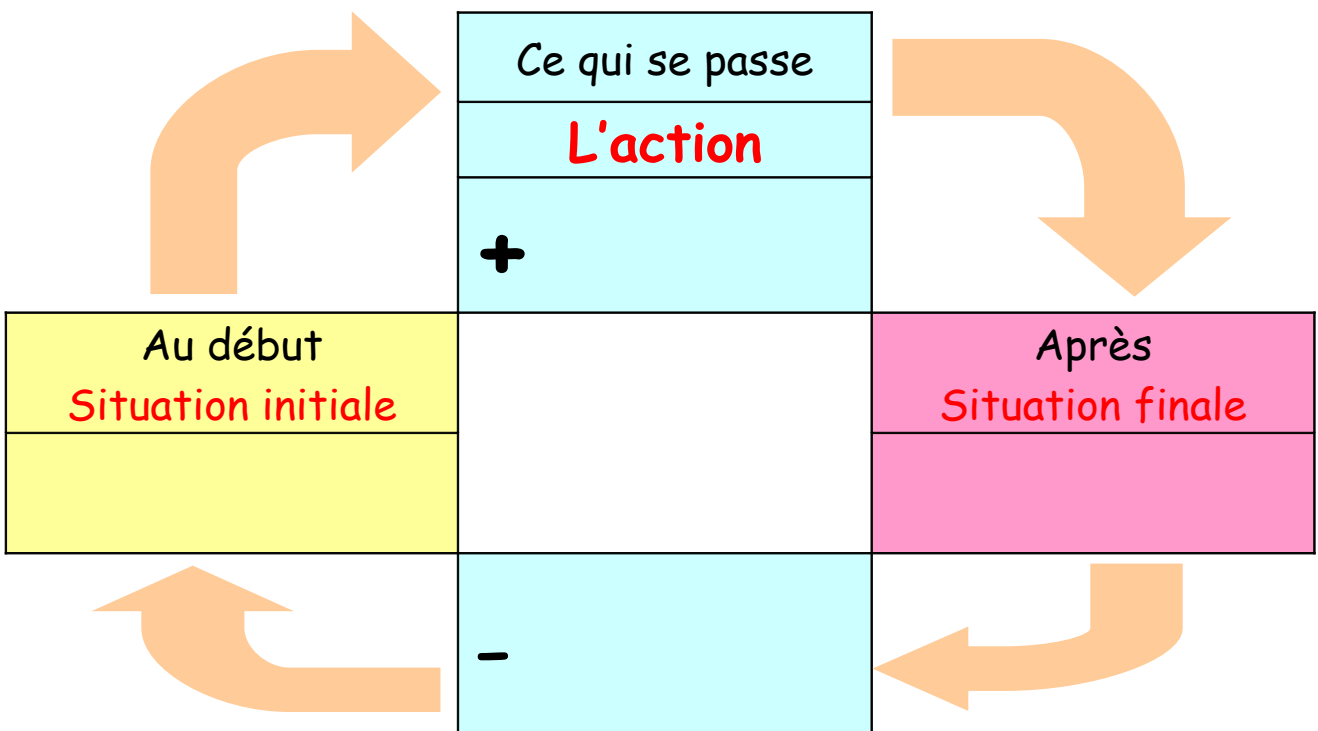 Ce qui se passe
L'action
+
Au début
Situation initiale
Après
Situation finale
-